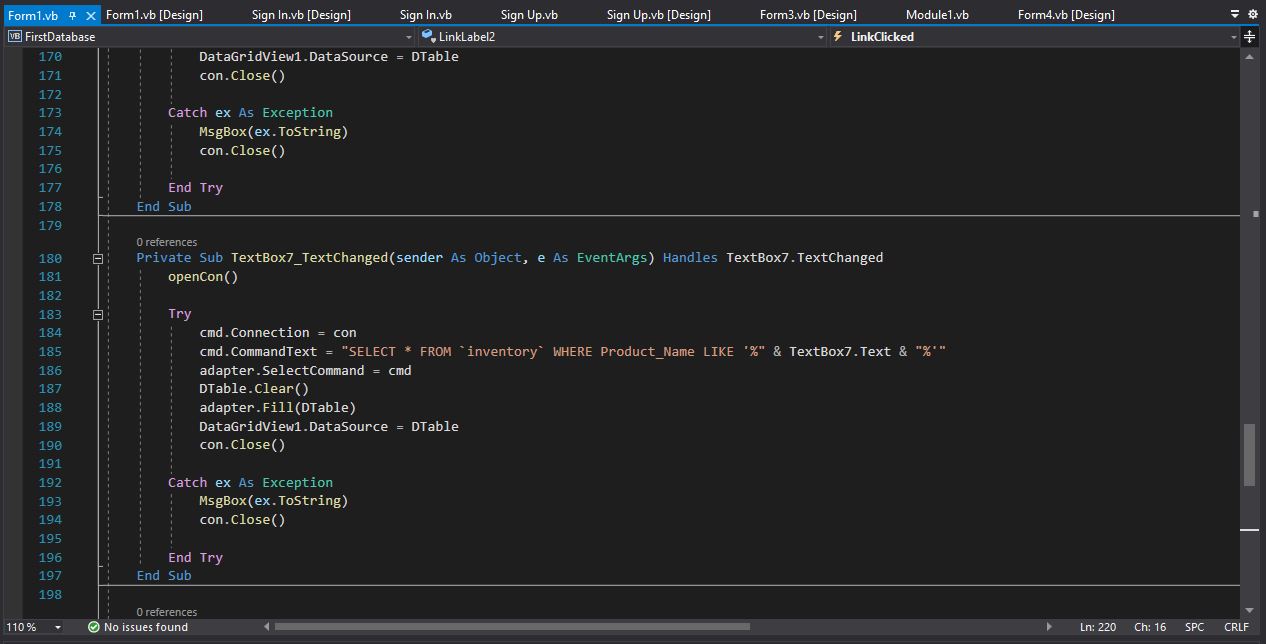 Form1.vb Form1.vb [Design] Sign In.vb [Design] Sign In.vb Sign Up.vb Sign Up.vb [Design] Form3.vb [Design] Module1.vb Form4.vb [Design]
VB FirstDatabase LinkLabel2 LinkClicked
170 DataGridView1.DataSource = DTable
171 con.Close()
172
173 Catch ex As Exception
174 MsgBox(ex.ToString)
175 con.Close()
176
177 End Try
178 End Sub
179
0 references
180 Private Sub TextBox7_TextChanged(sender As Object, e As EventArgs) Handles TextBox7.TextChanged
181 openCon()
182
183 Try
184 cmd.Connection = con
185 cmd.CommandText = "SELECT * FROM `inventory` WHERE Product_Name LIKE '%" & TextBox7.Text & "%'"
186 adapter.SelectCommand = cmd
187 DTable.Clear()
188 adapter.Fill(DTable)
189 DataGridView1.DataSource = DTable
190 con.Close()
191
192 Catch ex As Exception
193 MsgBox(ex.ToString)
194 con.Close()
195
196 End Try
197 End Sub
198
0 references
110 % No issues found Ln: 220 Ch: 16 SPC CRLF